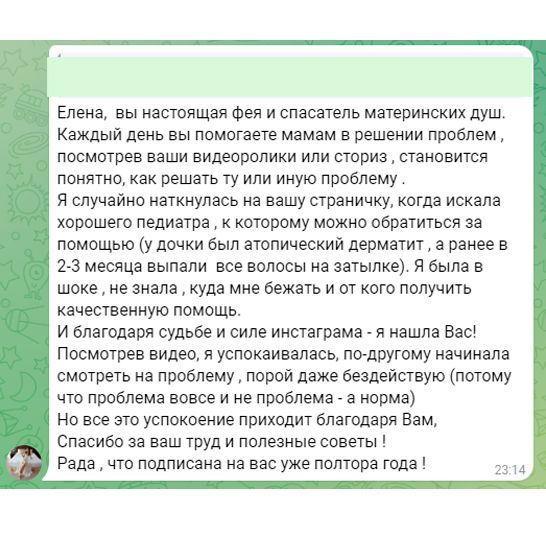 Елена, вы настоящая фея и спасатель материнских душ.
Каждый день вы помогаете мамам в решении проблем ,
посмотрев ваши видеоролики или сториз , становится
понятно, как решать ту или иную проблему .
Я случайно наткнулась на вашу страничку, когда искала
хорошего педиатра , к которому можно обратиться за
помощью (у дочки был атопический дерматит , а ранее в
2-3 месяца выпали все волосы на затылке). Я была в
шоке , не знала , куда мне бежать и от кого получить
качественную помощь.
И благодаря судьбе и силе инстаграма - я нашла Вас!
Посмотрев видео, я успокаивалась, по-другому начинала
смотреть на проблему , порой даже бездействую (потому
что проблема вовсе и не проблема - а норма)
Но все это успокоение приходит благодаря Вам,
Спасибо за ваш труд и полезные советы !
Рада , что подписана на вас уже полтора года !
23:14